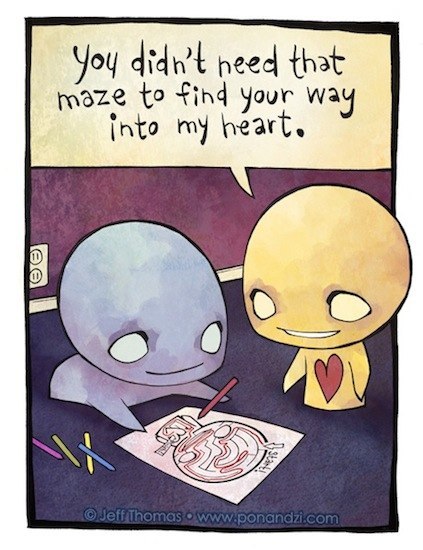 You didn't need that
maze to find your way
into my heart.
© Jeff Thomas • www.ponandzi.com